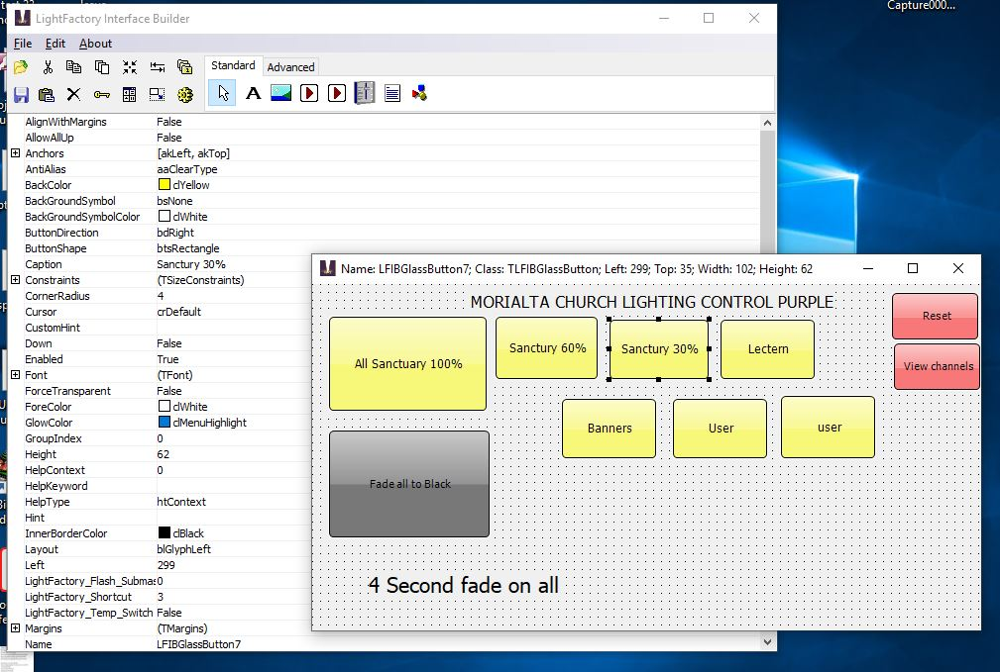 Capture000...
LightFactory Interface Builder
File Edit About
Standard Advanced
A
AlignWithMargins False
AllowAllUp False
Anchors [akLeft, akTop]
AntiAlias aaClearType
BackColor clYellow
BackGroundSymbol bsNone
BackGroundSymbolColor clWhite
ButtonDirection bdRight
ButtonShape btsRectangle
Caption Sanctury 30%
Constraints (TSizeConstraints)
CornerRadius 4
Cursor crDefault
CustomHint
Down False
Enabled True
Font (TFont)
ForceTransparent False
ForeColor clWhite
GlowColor clMenuHighlight
GroupIndex 0
Height 62
HelpContext 0
HelpKeyword
HelpType htContext
Hint
InnerBorderColor clBlack
Layout blGlyphLeft
Left 299
LightFactory_Flash_Submas 0
LightFactory_Shortcut 3
LightFactory_Temp_Switch False
Margins (TMargins)
Name LFIBGlassButton7
Name: LFIBGlassButton7; Class: TLFIBGlassButton; Left: 299; Top: 35; Width: 102; Height: 62
MORIALTA CHURCH LIGHTING CONTROL PURPLE
Reset
All Sanctuary 100%
Sanctury 60%
Sanctury 30%
Lectern
View channels
Banners
User
user
Fade all to Black
4 Second fade on all